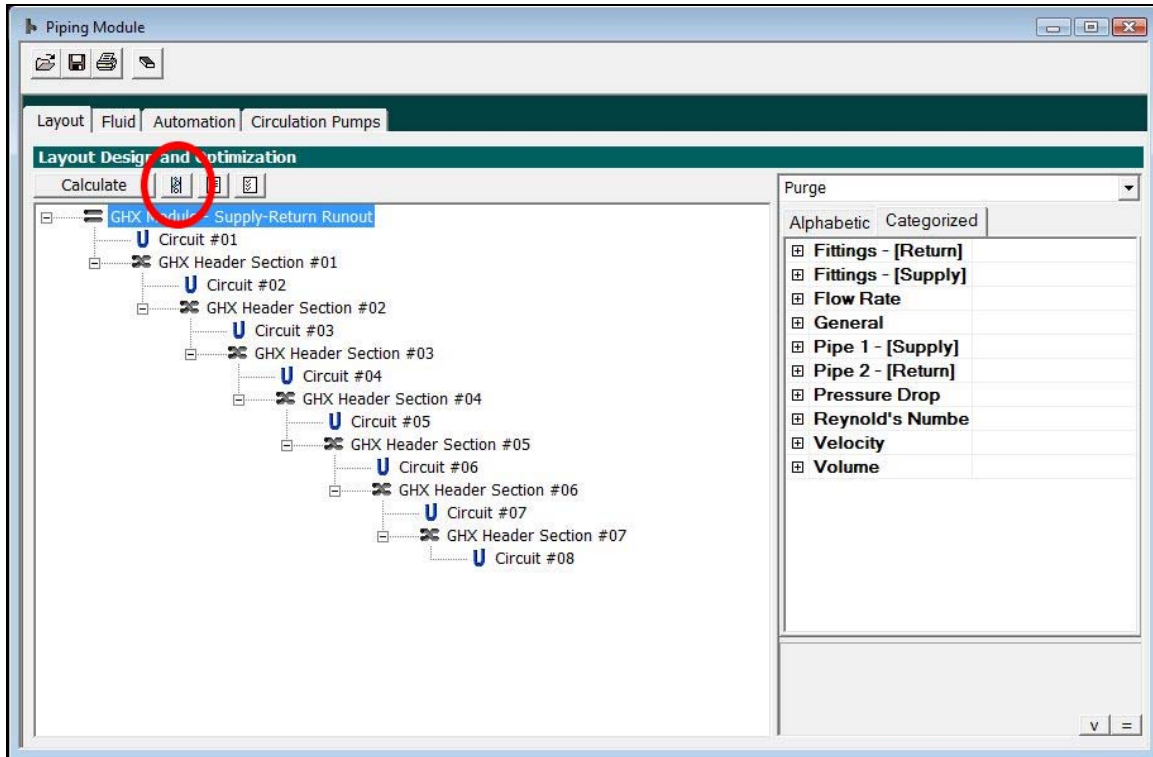 Piping Module
Layout Fluid Automation Circulation Pumps
Layout Design and Optimization
Calculate
GHX Module - Supply-Return Runout
Circuit #01
GHX Header Section #01
Circuit #02
GHX Header Section #02
Circuit #03
GHX Header Section #03
Circuit #04
GHX Header Section #04
Circuit #05
GHX Header Section #05
Circuit #06
GHX Header Section #06
Circuit #07
GHX Header Section #07
Circuit #08
Purge
Alphabetic Categorized
Fittings - [Return]
Fittings - [Supply]
Flow Rate
General
Pipe 1 - [Supply]
Pipe 2 - [Return]
Pressure Drop
Reynold's Numbe
Velocity
Volume
v =